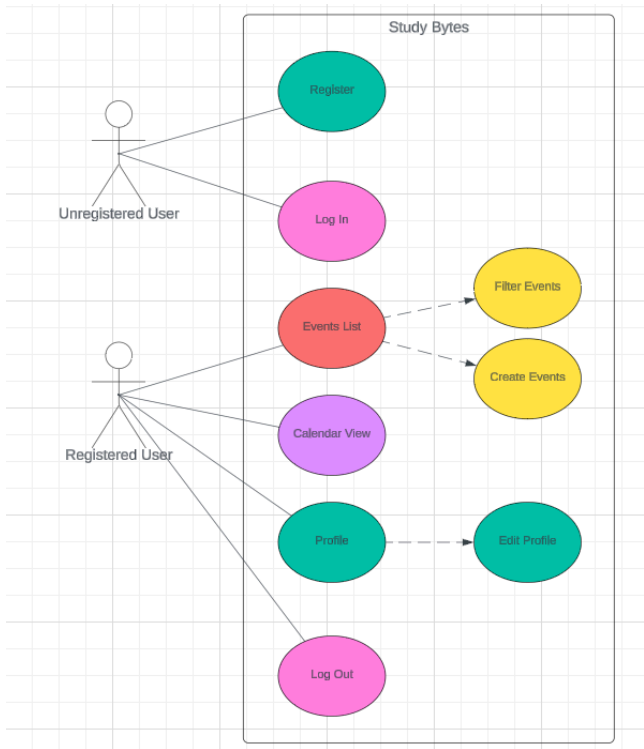 Study Bytes
Register
Unregistered User
Log In
Filter Events
Events List
Create Events
Registered User
Calendar View
Profile
Edit Profile
Log Out